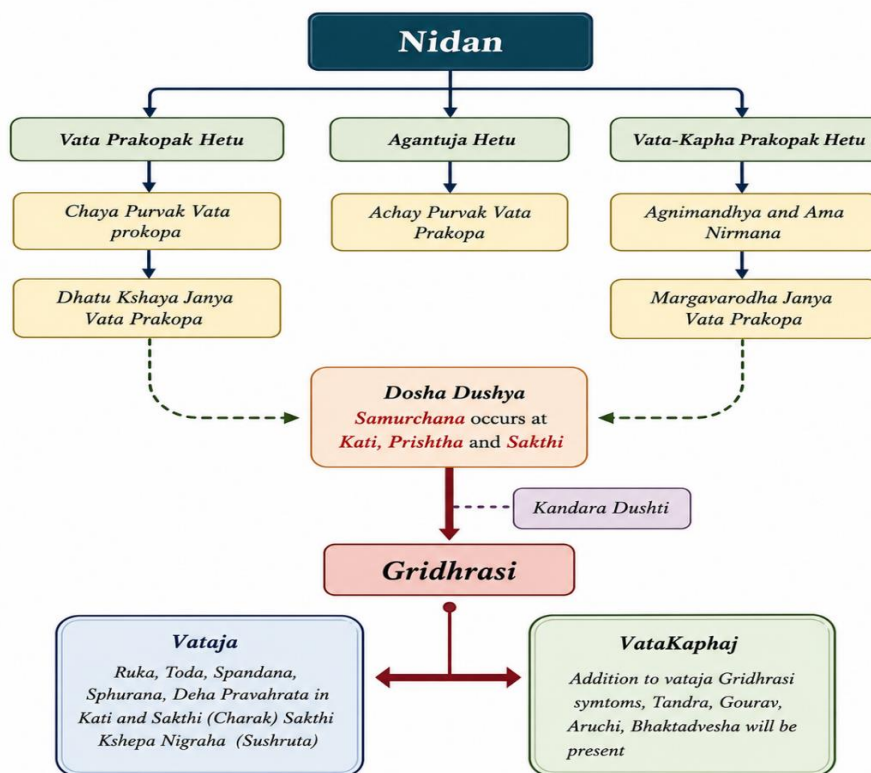 Nidan
Vata Prakopak Hetu
Agantuja Hetu
Vata-Kapha Prakopak Hetu
Chaya Purvak Vata
prokopa
Achay Purvak Vata
Prakopa
Agnimandhya and Ama
Nirmana
Dhatu Kshaya Janya
Vata Prakopa
Margavarodha Janya
Vata Prakopa
Dosha Dushya
Samurchana occurs at
Kati, Prishtha and Sakthi
Kandara Dushti
Gridhrasi
Vataja
Ruka, Toda, Spandana,
Sphurana, Deha Pravahrata in
Kati and Sakthi (Charak) Sakthi
Kshepa Nigraha (Sushruta)
VataKaphaj
Addition to vataja Gridhrasi
symtoms, Tandra, Gourav,
Aruchi, Bhaktadvesha will be
present